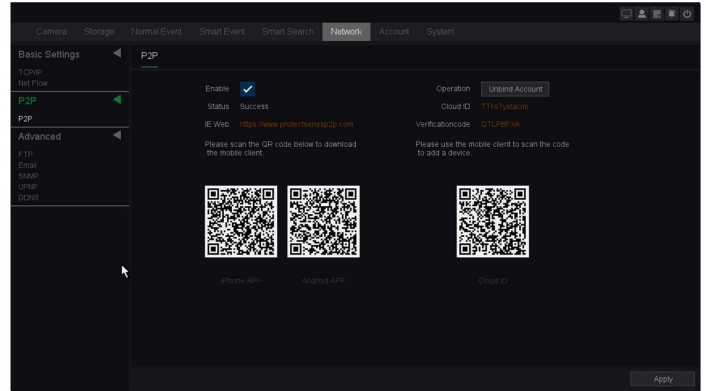 Camera Storage Normal Event Smart Event Smart Search Network Account System
Basic Settings
TCP/IP
Net Flow
P2P
P2P
Advanced
FTP
Email
SNMP
UPNP
DDNS
P2P
Enable
Status Success
IE Web https://www.protectseriesp2p.com
Please scan the QR code below to download
the mobile client.
iPhone APP Android APP
Operation Unbind Account
Cloud ID
Verificationcode
Please use the mobile client to scan the code
to add a device.
Cloud ID
Apply